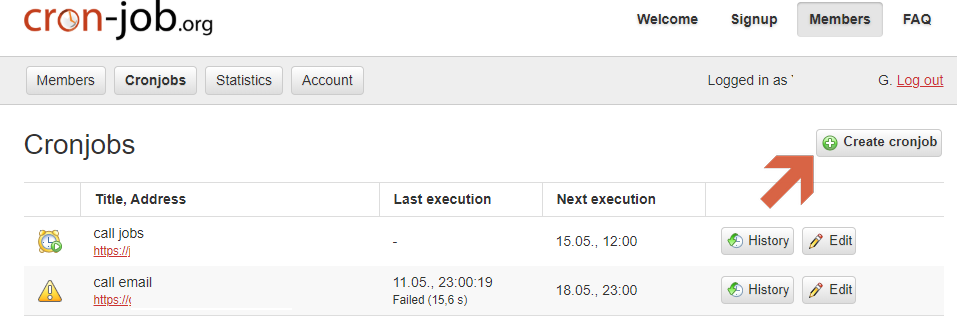 cron-job.org
Welcome Signup Members FAQ
Members Cronjobs Statistics Account Logged in as ' G. Log out
Cronjobs
Create cronjob
Title, Address Last execution Next execution
call jobs
https://j
- 15.05., 12:00 History Edit
call email
https://
11.05., 23:00:19
Failed (15,6 s)
18.05., 23:00 History Edit